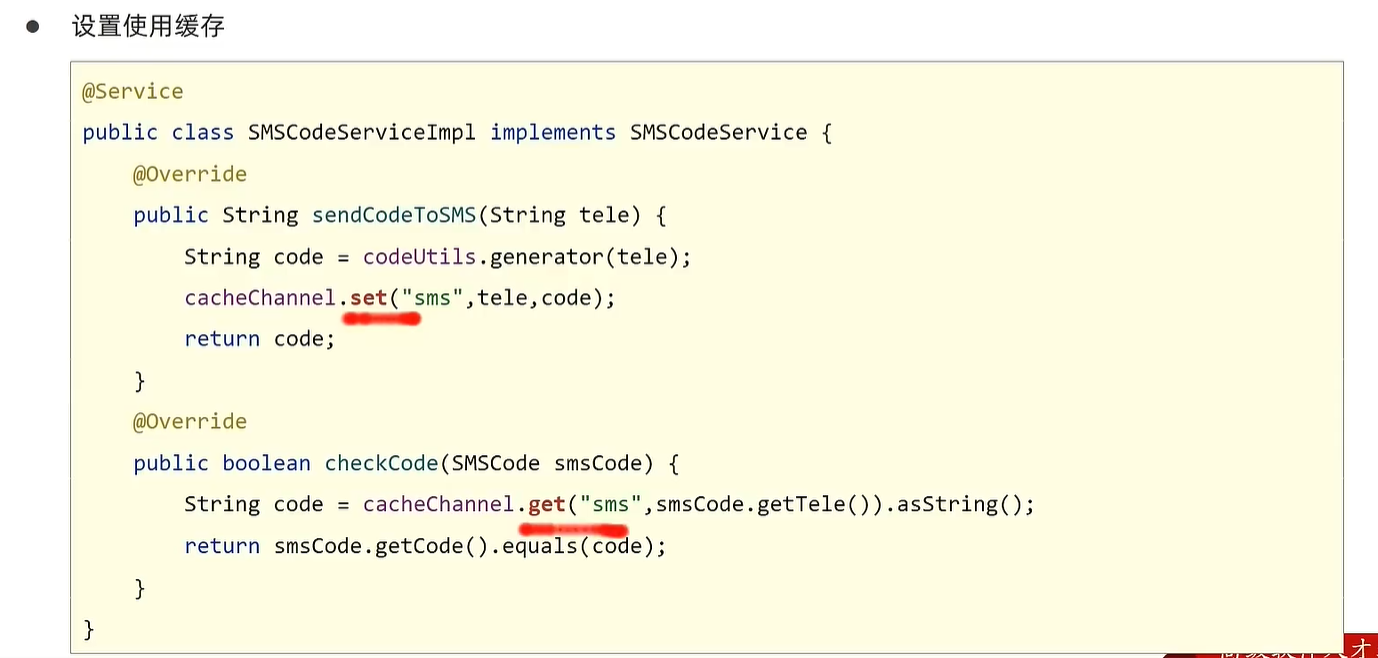 ● 设置使用缓存
@Service
public class SMSCodeServiceImpl implements SMSCodeService {
    @Override
    public String sendCodeToSMS(String tele) {
        String code = codeUtils.generator(tele);
        cacheChannel.set("sms",tele,code);
        return code;
    }
    @Override
    public boolean checkCode(SMSCode smsCode) {
        String code = cacheChannel.get("sms",smsCode.getTele()).asString();
        return smsCode.getCode().equals(code);
    }
}